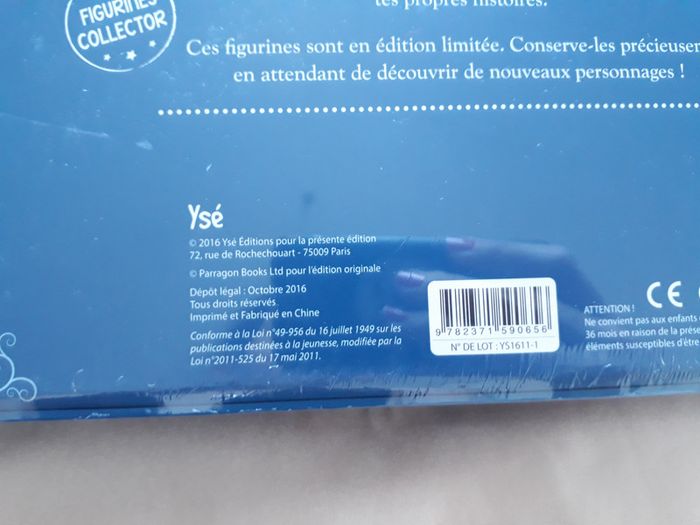 FIGURINES
COLLECTOR
tes propres histoires.
Ces figurines sont en édition limitée. Conserve-les
en attendant de découvrir de nouveaux personnages !
Ysé
© 2016 Ysé Éditions pour la présente édition
72, rue de Rochechouart - 75009 Paris
© Parragon Books Ltd pour l'édition originale
Dépôt légal : Octobre 2016
Tous droits réservés
Imprimé et Fabriqué en Chine
Conforme à la Loi n°49-956 du 16 juillet 1949 sur les
publications destinées à la jeunesse, modifiée par la
Loi n°2011-525 du 17 mai 2011.
9 782371 590656
N° DE LOT : YS1611-1
CE
ATTENTION !
Ne convient pas aux enfants
36 mois en raison de la
éléments susceptibles